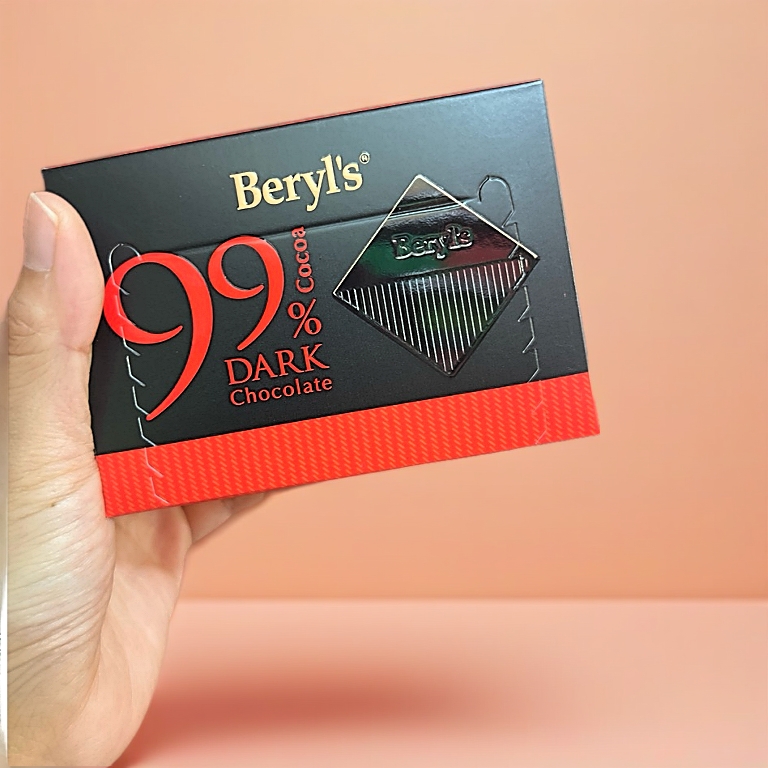 Beryl's®
99% Cocoa
DARK
Chocolate
Beryl's